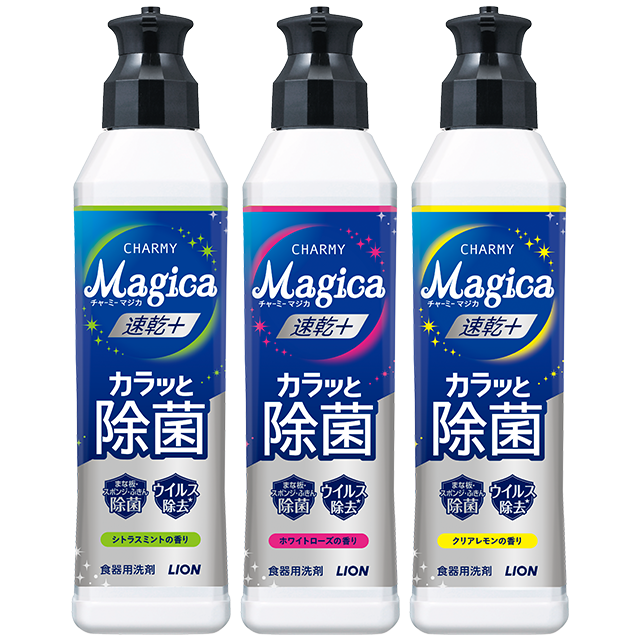 CHARMY
Magica
チャーミーマジカ
速乾+
カラッと
除菌
まな板・
スポンジ・ふきん
除菌
ウイルス
除去*
シトラスミントの香り
食器用洗剤 LION
CHARMY
Magica
チャーミーマジカ
速乾+
カラッと
除菌
まな板・
スポンジ・ふきん
除菌
ウイルス
除去*
ホワイトローズの香り
食器用洗剤 LION
CHARMY
Magica
チャーミーマジカ
速乾+
カラッと
除菌
まな板・
スポンジ・ふきん
除菌
ウイルス
除去*
クリアレモンの香り
食器用洗剤 LION